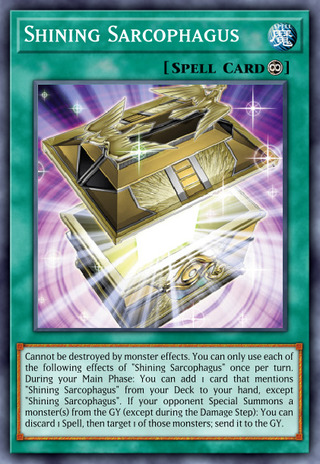 Shining Sarcophagus
魔
[Spell Card]
Cannot be destroyed by monster effects. You can only use each
of the following effects of "Shining Sarcophagus" once per turn.
During your Main Phase: You can add 1 card that mentions
"Shining Sarcophagus" from your Deck to your hand, except
"Shining Sarcophagus". If your opponent Special Summons a
monster(s) from the GY (except during the Damage Step): You can
discard 1 Spell, then target 1 of those monsters; send it to the GY.